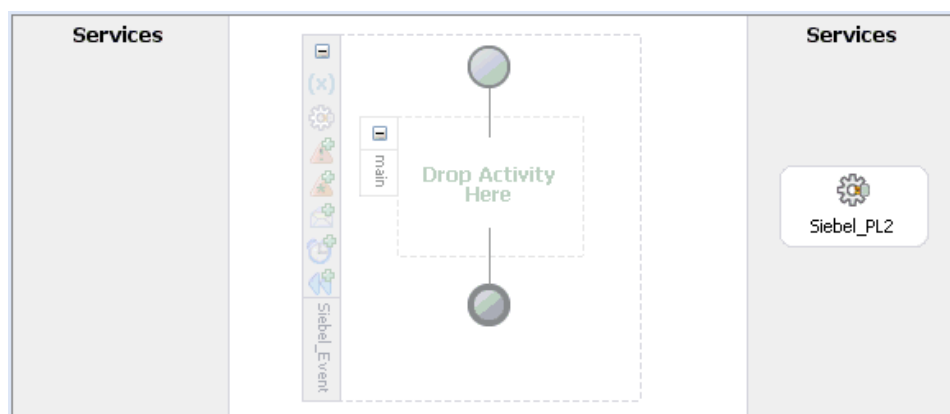 Services
Services
(x)
main
Drop Activity
Here
Siebel_PL2
Siebel_Event